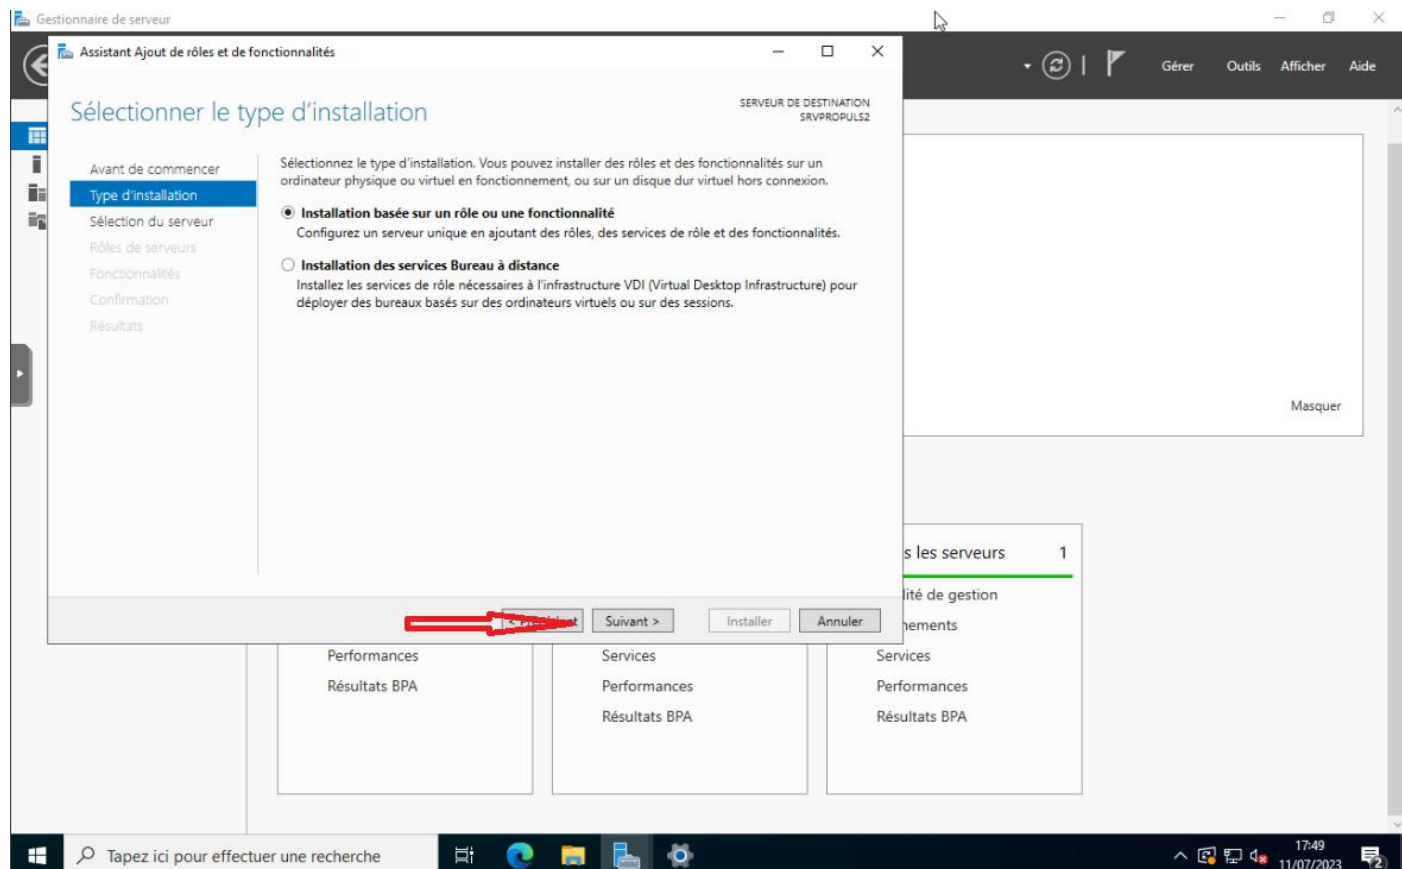 Gestionnaire de serveur
Assistant Ajout de rôles et de fonctionnalités
Gérer
Outils
Afficher
Aide
Sélectionner le type d'installation
SERVEUR DE DESTINATION
SRVPROPULS2
Avant de commencer
Type d'installation
Sélection du serveur
Rôles de serveurs
Fonctionnalités
Confirmation
Résultats
Sélectionnez le type d'installation. Vous pouvez installer des rôles et des fonctionnalités sur un
ordinateur physique ou virtuel en fonctionnement, ou sur un disque dur virtuel hors connexion.
Installation basée sur un rôle ou une fonctionnalité
Configurez un serveur unique en ajoutant des rôles, des services de rôle et des fonctionnalités.
Installation des services Bureau à distance
Installez les services de rôle nécessaires à l'infrastructure VDI (Virtual Desktop Infrastructure) pour
déployer des bureaux basés sur des ordinateurs virtuels ou sur des sessions.
Masquer
s les serveurs 1
lité de gestion
nements
Suivant >
Installer
Annuler
Performances
Résultats BPA
Services
Performances
Résultats BPA
Services
Performances
Résultats BPA
Tapez ici pour effectuer une recherche
17:49
11/07/2023
2